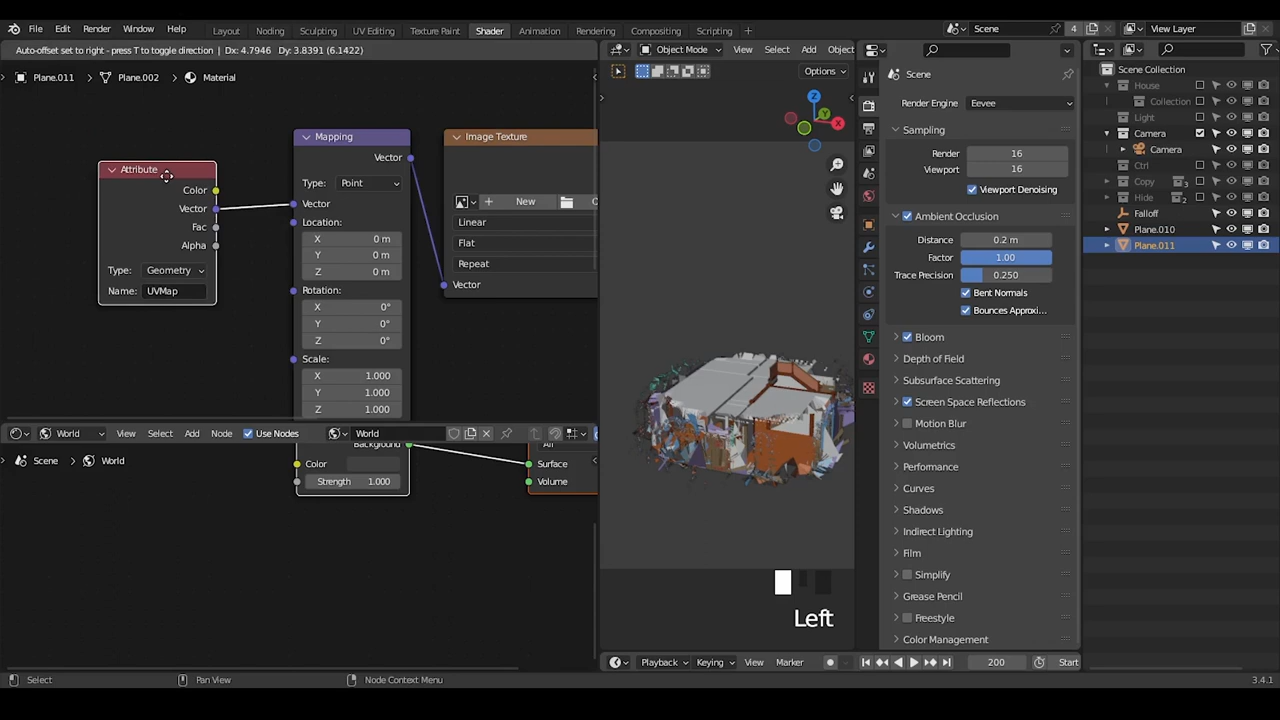 File Edit Render Window Help Layout Noding Sculpting UV Editing Texture Paint Shader Animation Rendering Compositing Scripting Scene 4 View Layer
Auto-offset set to right - press T to toggle direction | Dx: 4.7946 Dy: 3.8391 (6.1422)
Object Mode View Select Add Object
Plane.011 > Plane.002 > Material
Options
Attribute
Color
Vector
Fac
Alpha
Type: Geometry
Name: UVMap
Mapping
Vector
Type: Point
Vector
Location:
X 0 m
Y 0 m
Z 0 m
Rotation:
X 0°
Y 0°
Z 0°
Scale:
X 1.000
Y 1.000
Z 1.000
Image Texture
New
Linear
Flat
Repeat
Vector
World View Select Add Node Use Nodes World
Scene > World
Background
Color
Strength 1.000
Surface
Volume
X Y Z
Left
Playback Keying View Marker 200 Start
Scene
Render Engine Eevee
Sampling
Render 16
Viewport 16
Viewport Denoising
Ambient Occlusion
Distance 0.2 m
Factor 1.00
Trace Precision 0.250
Bent Normals
Bounces Approxi...
Bloom
Depth of Field
Subsurface Scattering
Screen Space Reflections
Motion Blur
Volumetrics
Performance
Curves
Shadows
Indirect Lighting
Film
Simplify
Grease Pencil
Freestyle
Color Management
Scene Collection
House
Collection
Light
Camera
Camera
Ctrl
Copy 3
Hide 2
Falloff
Plane.010
Plane.011
Select Pan View Node Context Menu 3.4.1